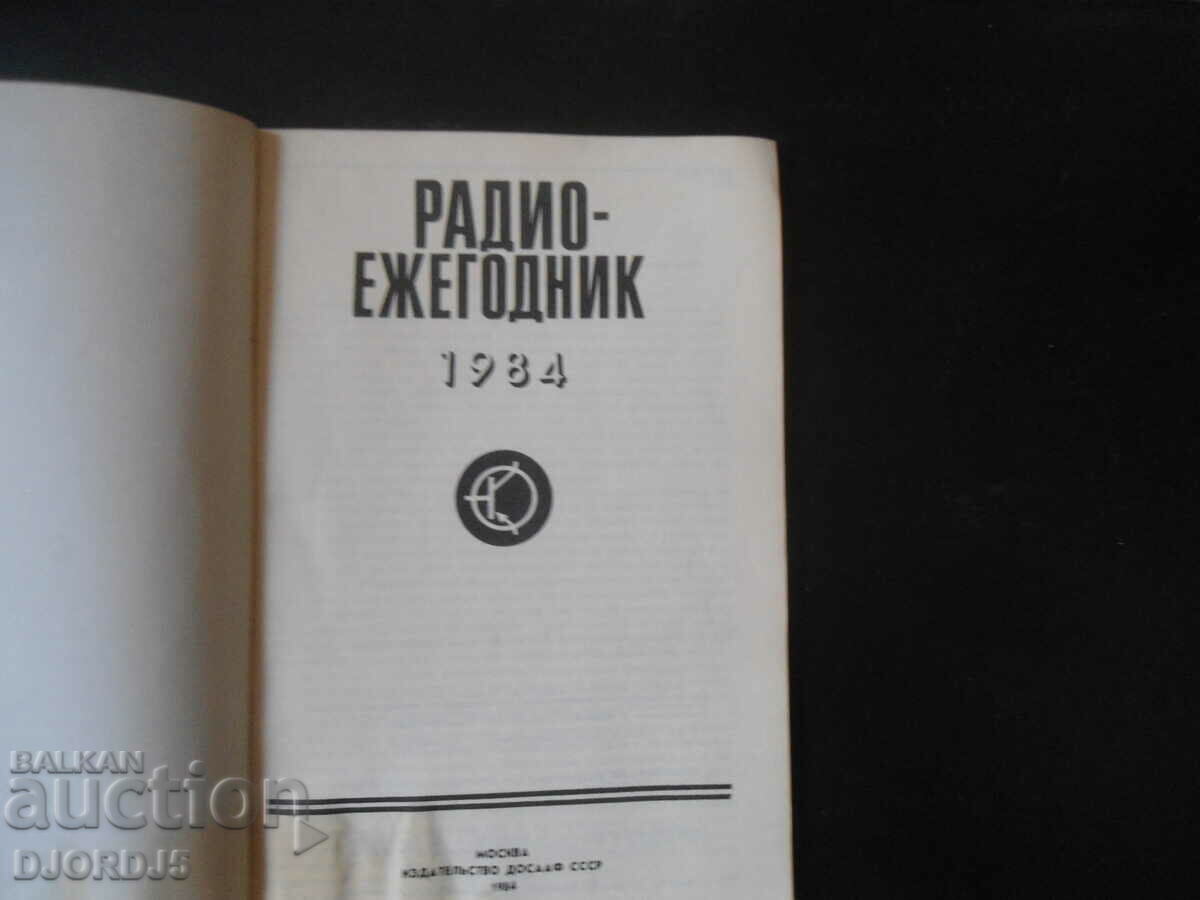 РАДИО-
ЕЖЕГОДНИК
1984
МОСКВА
ИЗДАТЕЛЬСТВО ДОСААФ СССР
1984
BALKAN
auction
DJORDJ5